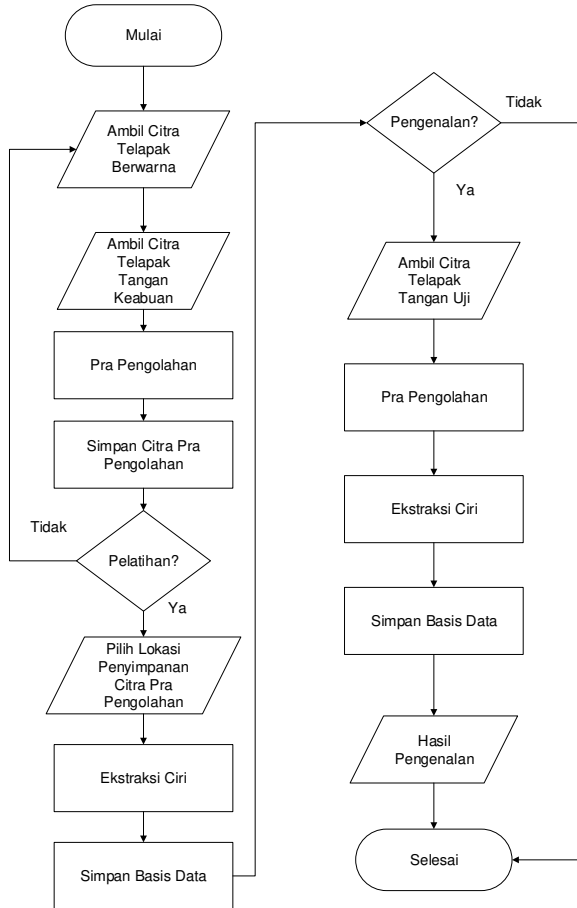 Mulai
Ambil Citra
Telapak
Berwarna
Ambil Citra
Telapak
Tangan
Keabuan
Pra Pengolahan
Simpan Citra Pra
Pengolahan
Tidak
Pelatihan?
Ya
Pilih Lokasi
Penyimpanan
Citra Pra
Pengolahan
Ekstraksi Ciri
Simpan Basis Data
Pengenalan?
Tidak
Ya
Ambil Citra
Telapak
Tangan Uji
Pra Pengolahan
Ekstraksi Ciri
Simpan Basis Data
Hasil
Pengenalan
Selesai